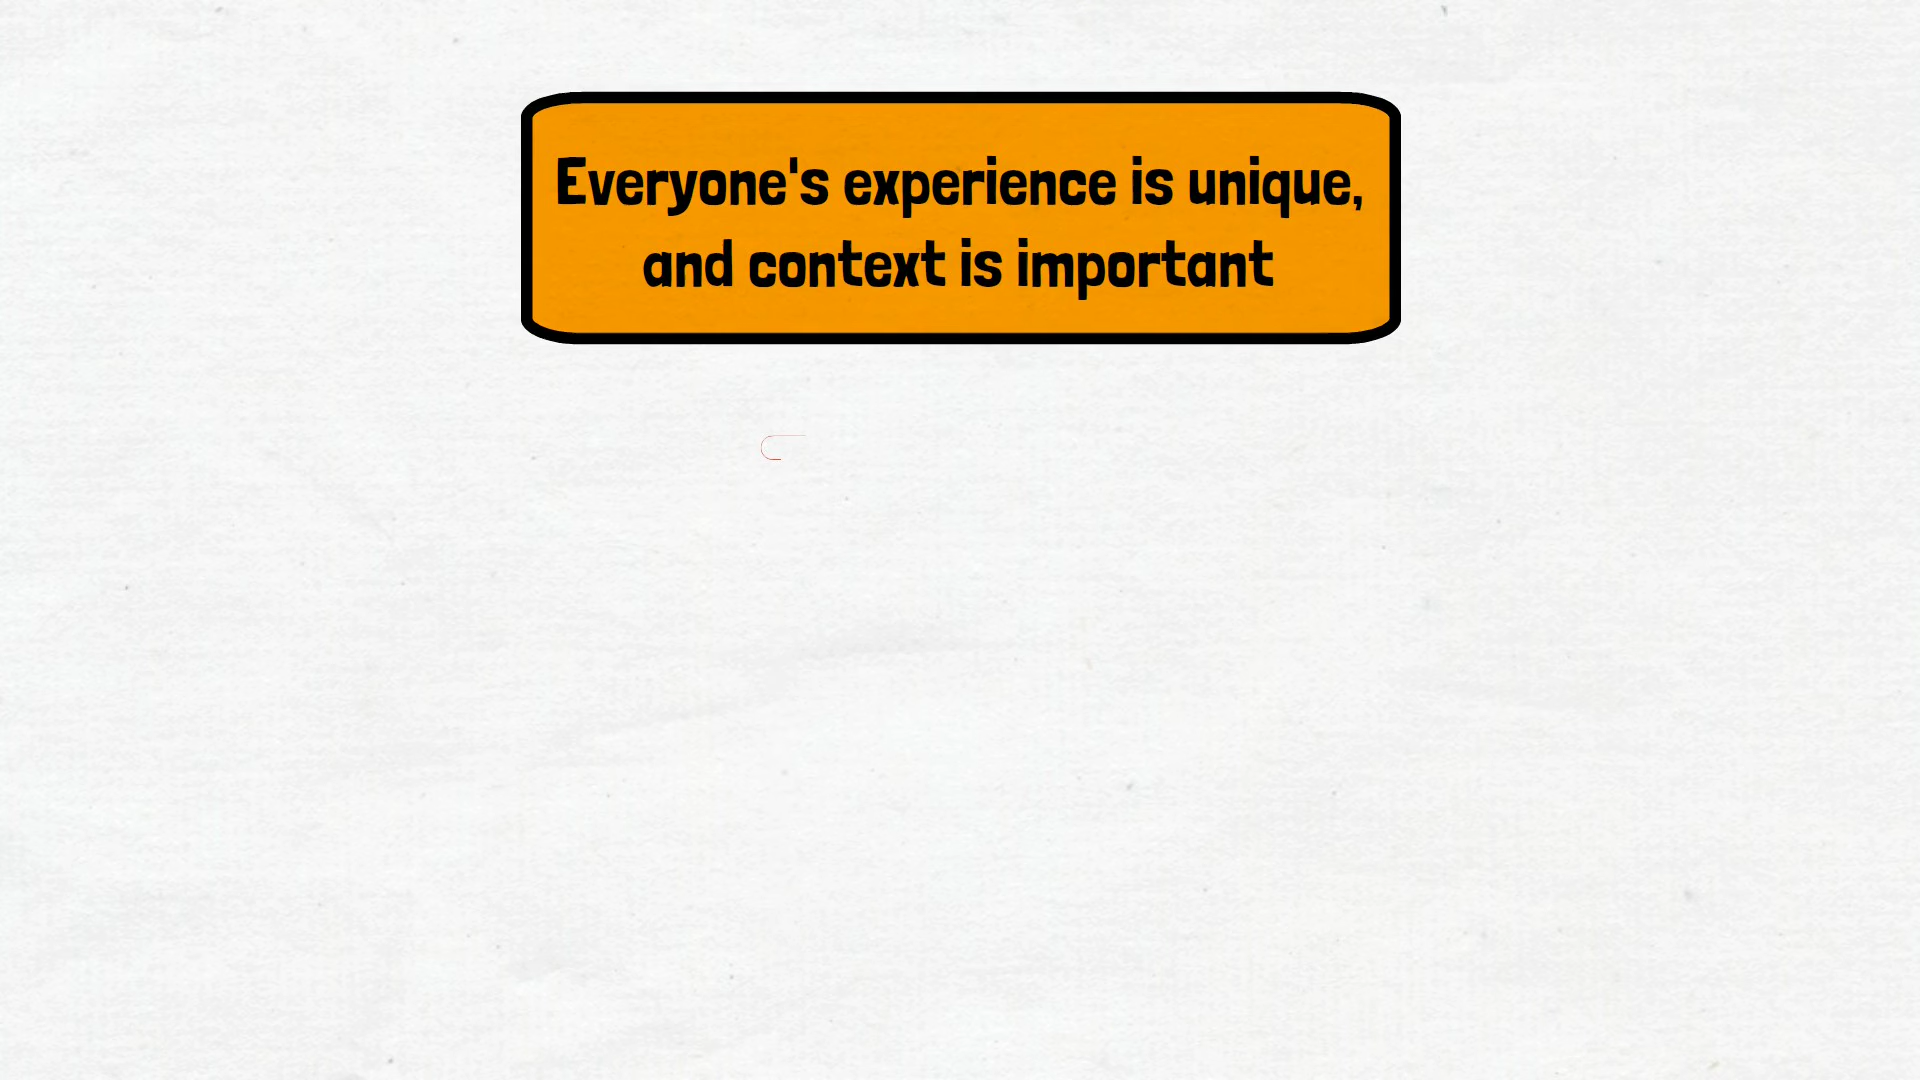 Everyone's experience is unique,
and context is important